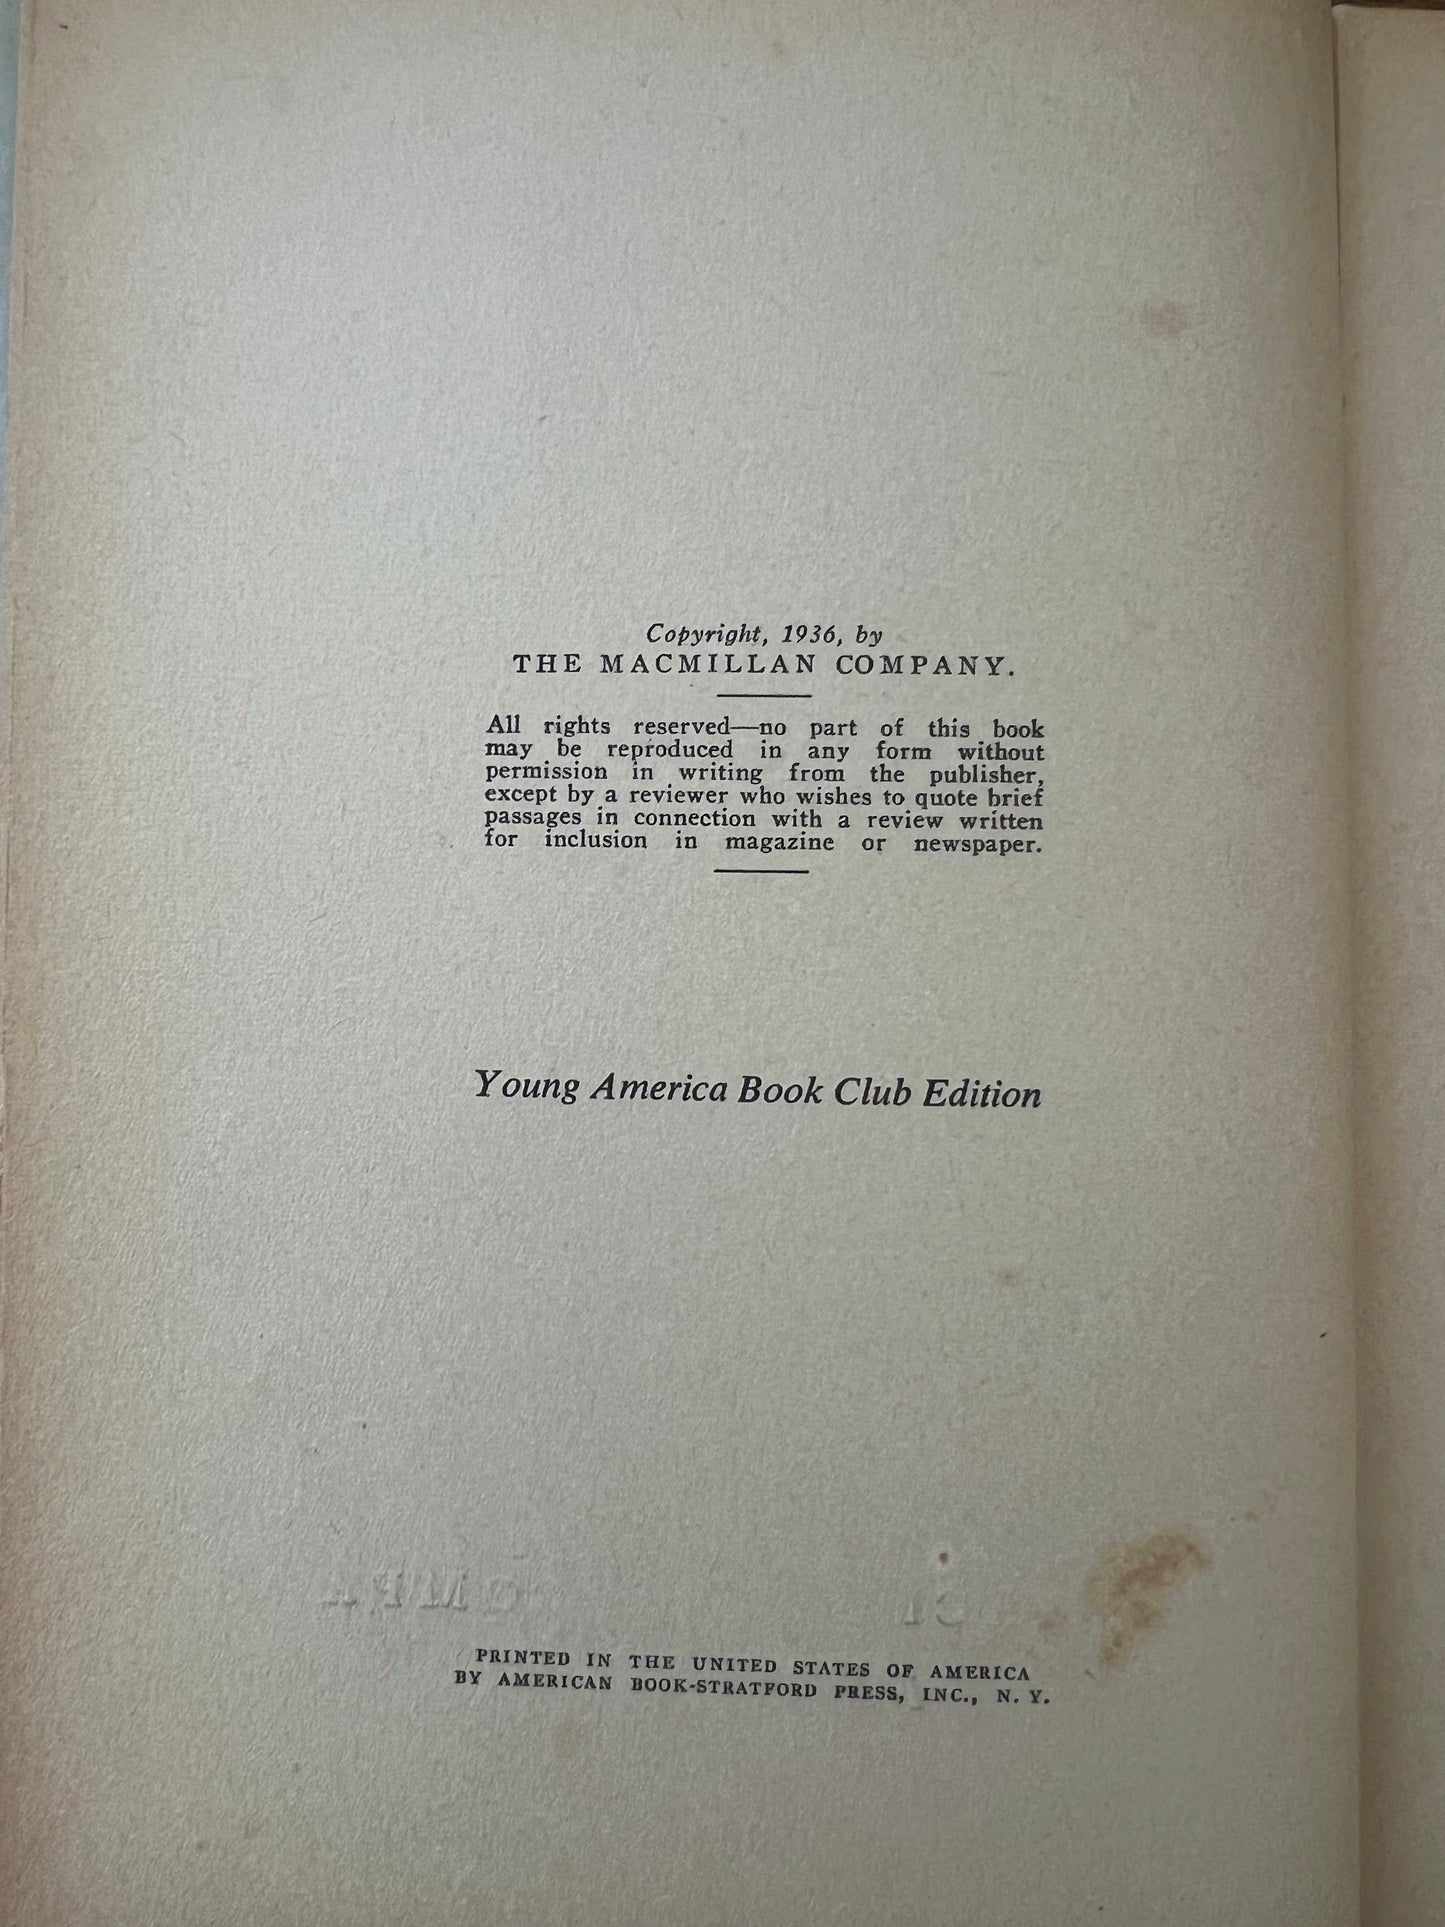 Copyright, 1936, by
THE MACMILLAN COMPANY.
All rights reserved—no part of this book
may be reproduced in any form without
permission in writing from the publisher,
except by a reviewer who wishes to quote brief
passages in connection with a review written
for inclusion in magazine or newspaper.
Young America Book Club Edition
PRINTED IN THE UNITED STATES OF AMERICA
BY AMERICAN BOOK-STRATFORD PRESS, INC., N. Y.